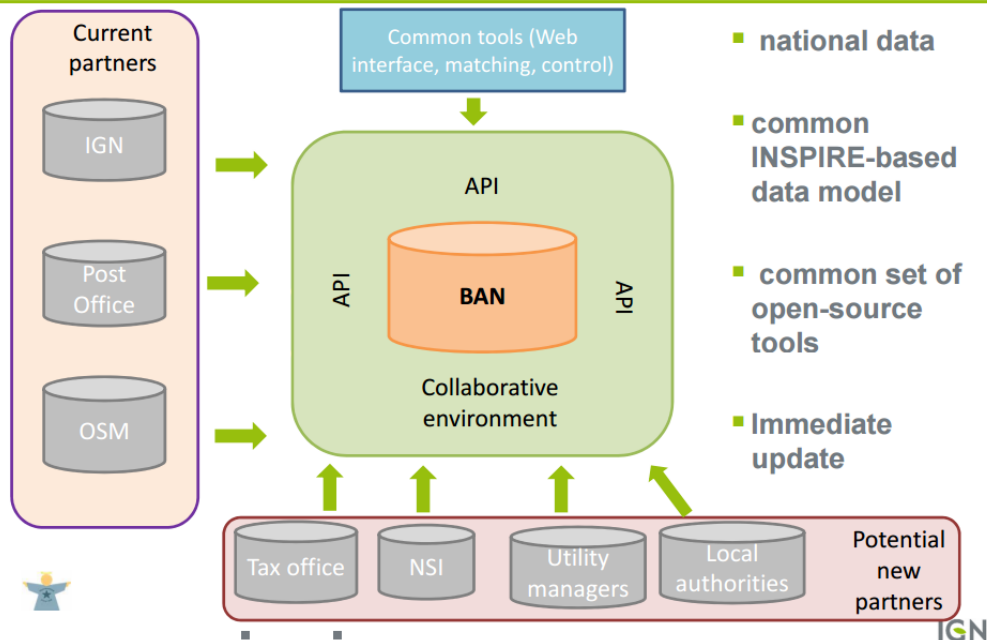 Current
partners
IGN
Post
Office
OSM
Common tools (Web
interface, matching, control)
API
API
BAN
API
Collaborative
environment
Tax office
NSI
Utility
managers
Local
authorities
Potential
new
partners
▪ national data
▪ common
INSPIRE-based
data model
▪ common set of
open-source
tools
▪ Immediate
update
IGN